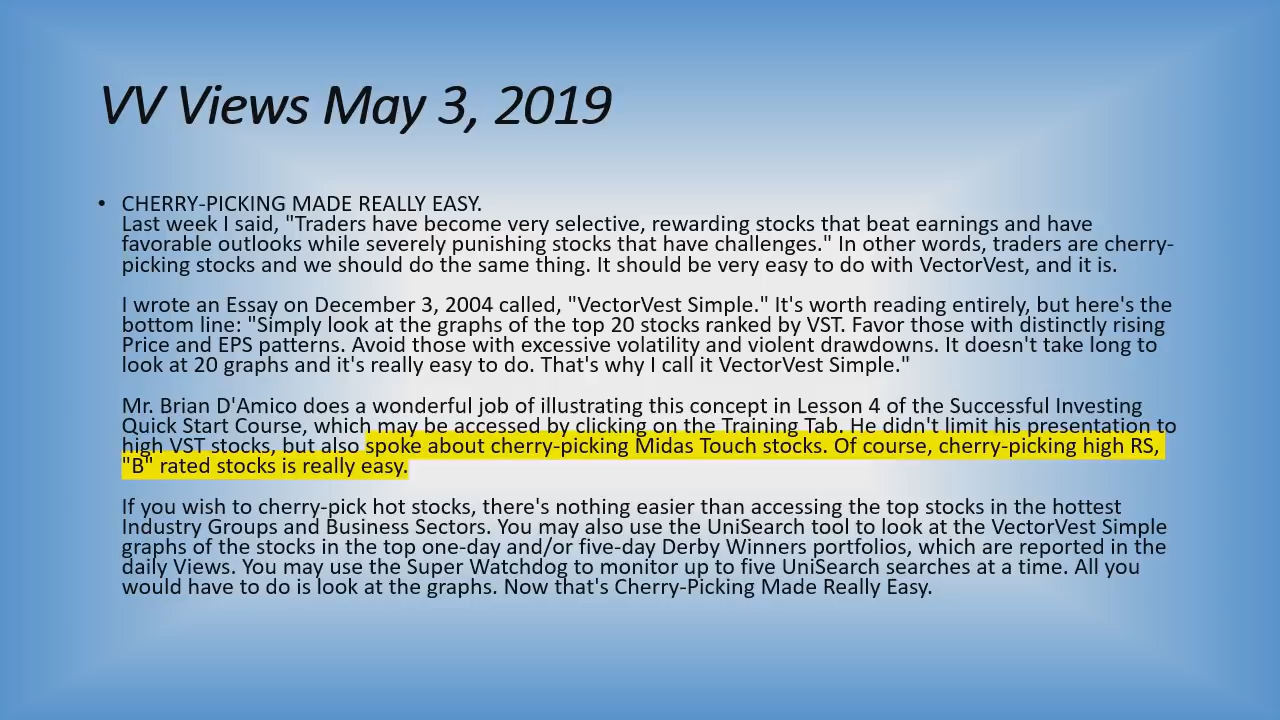 VV Views May 3, 2019
• CHERRY-PICKING MADE REALLY EASY.
Last week I said, "Traders have become very selective, rewarding stocks that beat earnings and have
favorable outlooks while severely punishing stocks that have challenges." In other words, traders are cherry-
picking stocks and we should do the same thing. It should be very easy to do with VectorVest, and it is.
I wrote an Essay on December 3, 2004 called, "VectorVest Simple." It's worth reading entirely, but here's the
bottom line: "Simply look at the graphs of the top 20 stocks ranked by VST. Favor those with distinctly rising
Price and EPS patterns. Avoid those with excessive volatility and violent drawdowns. It doesn't take long to
look at 20 graphs and it's really easy to do. That's why I call it VectorVest Simple."
Mr. Brian D'Amico does a wonderful job of illustrating this concept in Lesson 4 of the Successful Investing
Quick Start Course, which may be accessed by clicking on the Training Tab. He didn't limit his presentation to
high VST stocks, but also spoke about cherry-picking Midas Touch stocks. Of course, cherry-picking high RS,
"B" rated stocks is really easy.
If you wish to cherry-pick hot stocks, there's nothing easier than accessing the top stocks in the hottest
Industry Groups and Business Sectors. You may also use the UniSearch tool to look at the VectorVest Simple
graphs of the stocks in the top one-day and/or five-day Derby Winners portfolios, which are reported in the
daily Views. You may use the Super Watchdog to monitor up to five UniSearch searches at a time. All you
would have to do is look at the graphs. Now that's Cherry-Picking Made Really Easy.